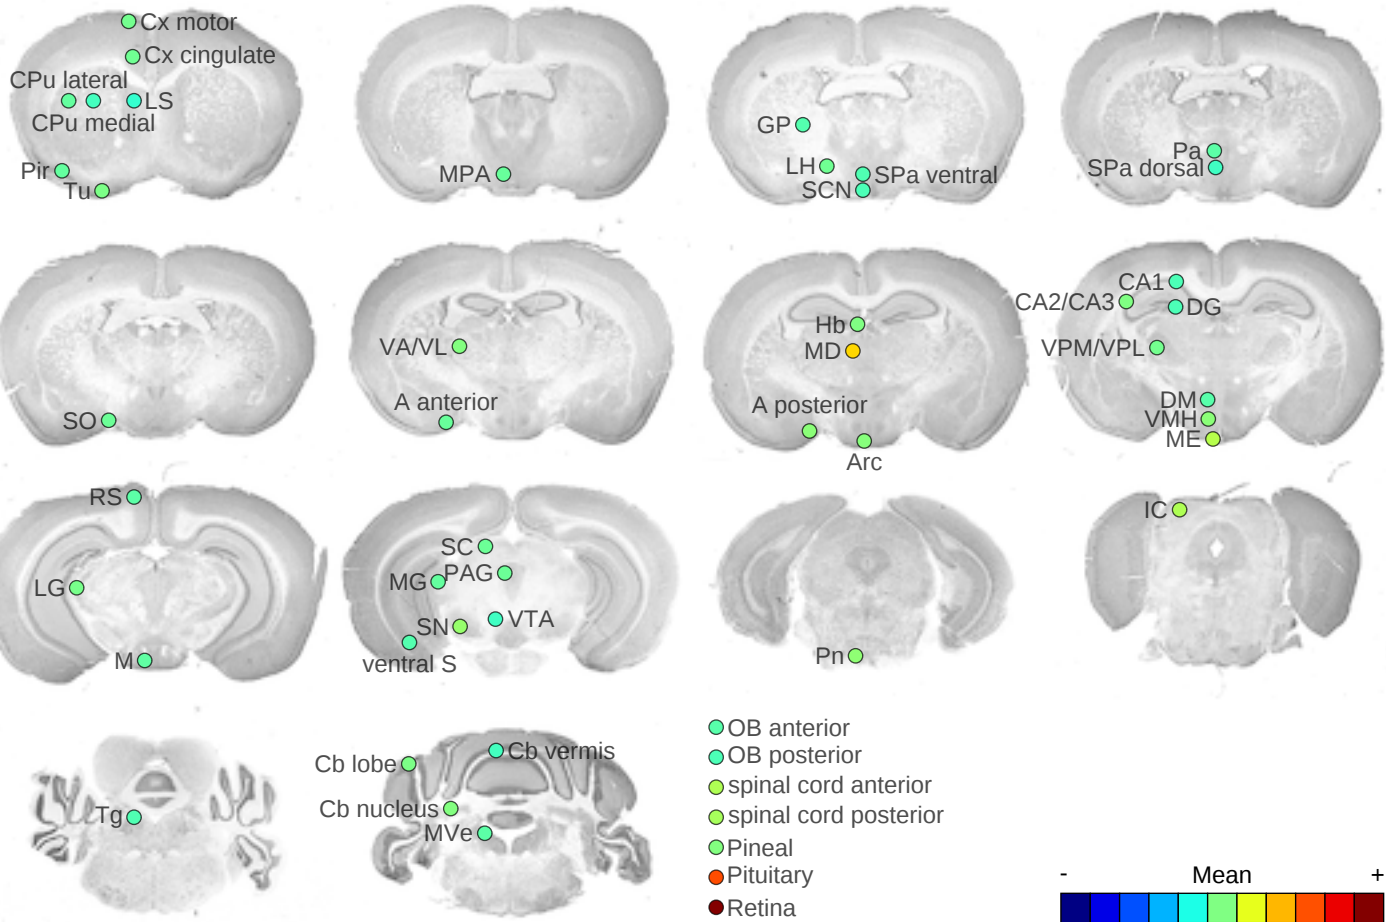 Cx motor
Cx cingulate
CPu lateral
LS
CPu medial
Pir
Tu
MPA
GP
LH
SPa ventral
SCN
Pa
SPa dorsal
SO
VA/VL
A anterior
Hb
MD
A posterior
Arc
CA1
CA2/CA3
DG
VPM/VPL
DM
VMH
ME
RS
LG
M
SC
PAG
MG
VTA
SN
ventral S
Pn
IC
Tg
Cb vermis
Cb lobe
Cb nucleus
MVe
OB anterior
OB posterior
spinal cord anterior
spinal cord posterior
Pineal
Pituitary
Retina
- Mean +